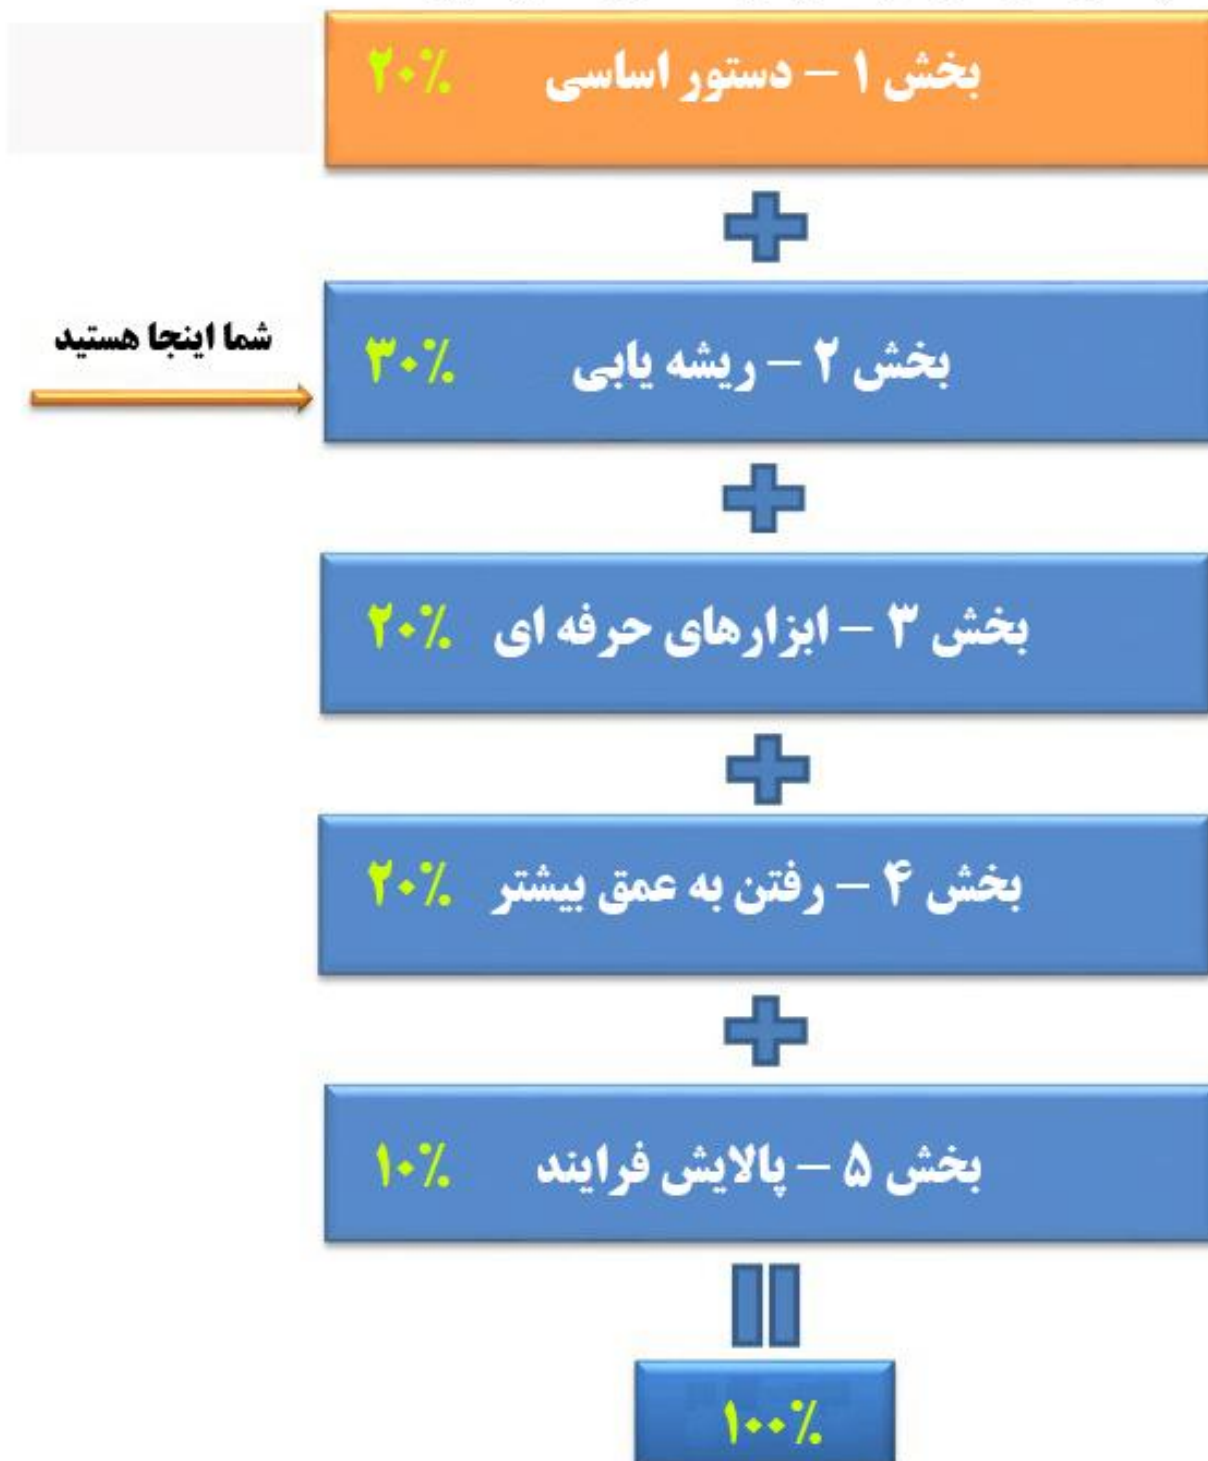 بخش ۱ – دستور اساسی ۲۰%
بخش ۲ – ریشه یابی ۳۰%
شما اینجا هستید
بخش ۳ – ابزارهای حرفه ای ۲۰%
بخش ۴ – رفتن به عمق بیشتر ۲۰%
بخش ۵ – پالایش فرایند ۱۰%
۱۰۰%